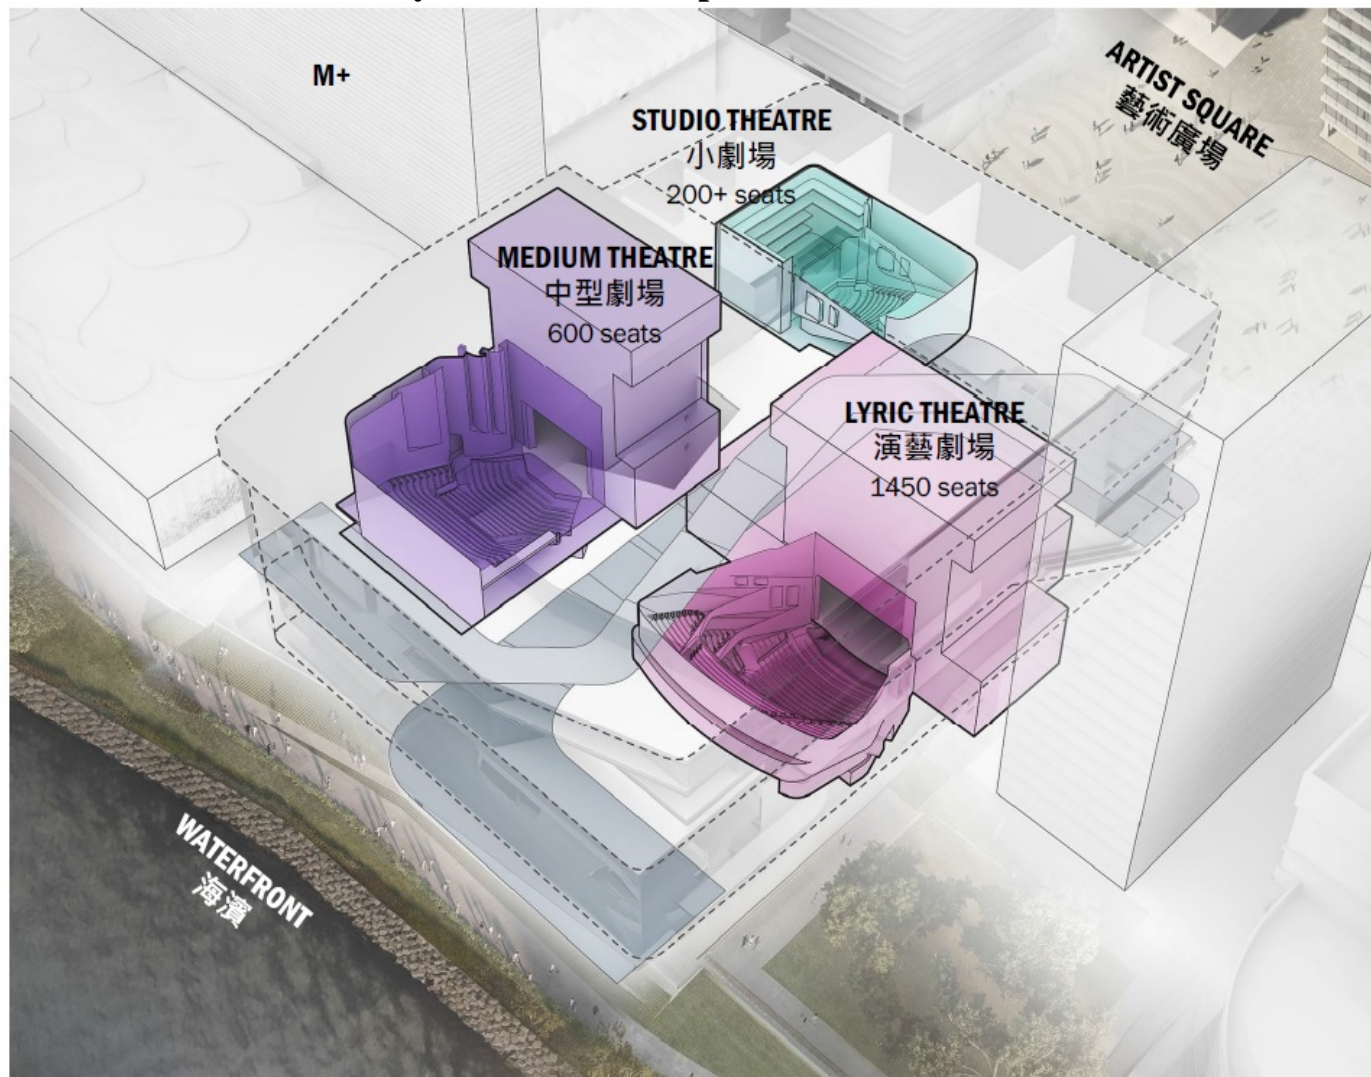 M+
ARTIST SQUARE
藝術廣場
STUDIO THEATRE
小劇場
200+ seats
MEDIUM THEATRE
中型劇場
600 seats
LYRIC THEATRE
演藝劇場
1450 seats
WATERFRONT
海濱